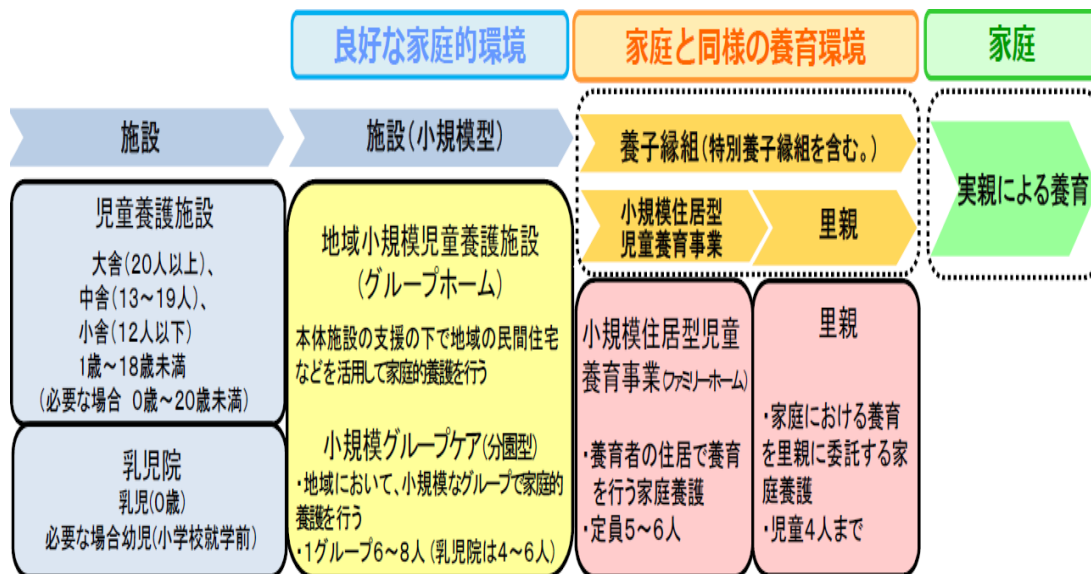 良好な家庭的環境
家庭と同様の養育環境
家庭
施設
施設(小規模型)
養子縁組(特別養子縁組を含む。)
小規模住居型
児童養育事業
里親
実親による養育
児童養護施設
大舎(20人以上)、
中舎(13～19人)、
小舎(12人以下)
1歳～18歳未満
(必要な場合 0歳～20歳未満)
乳児院
乳児(0歳)
必要な場合幼児(小学校就学前)
地域小規模児童養護施設
(グループホーム)
本体施設の支援の下で地域の民間住宅
などを活用して家庭的養護を行う
小規模グループケア(分園型)
・地域において、小規模なグループで家庭的
養護を行う
・1グループ6～8人(乳児院は4～6人)
小規模住居型児童
養育事業(ファミリーホーム)
・養育者の住居で養育
を行う家庭養護
・定員5～6人
里親
・家庭における養育
を里親に委託する家
庭養護
・児童4人まで